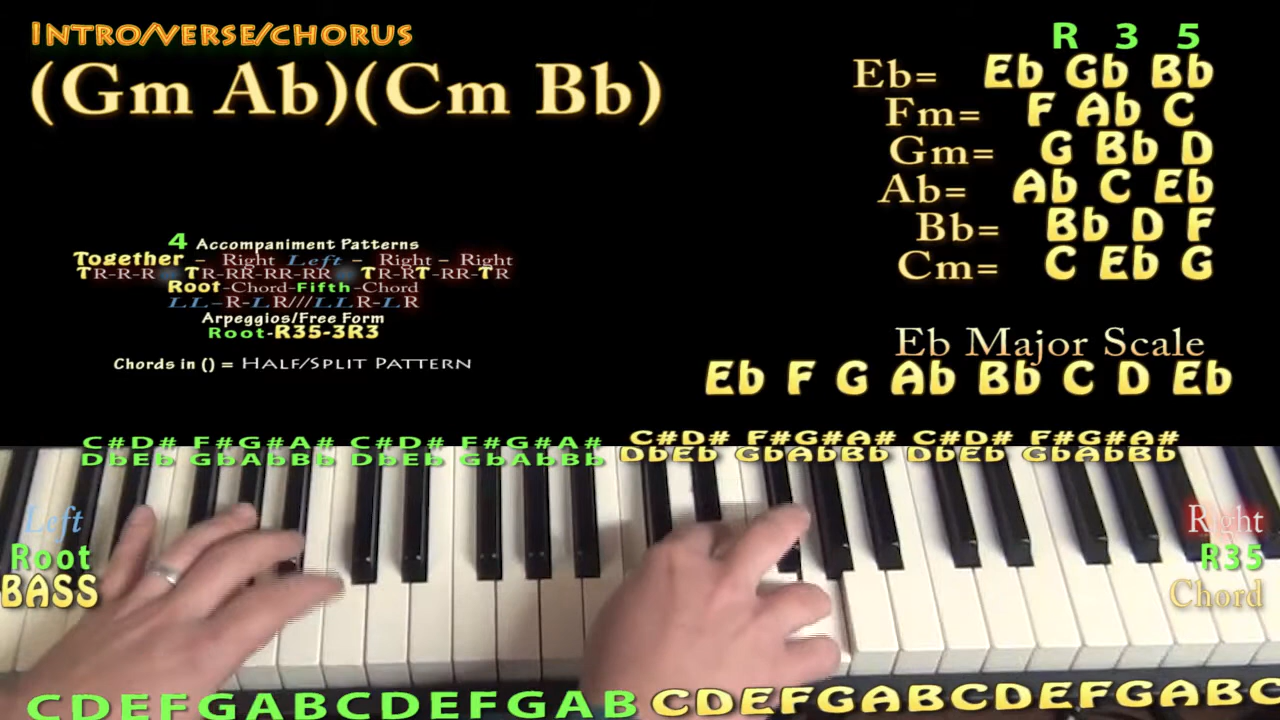 INTRO/VERSE/CHORUS
(Gm Ab)(Cm Bb)
R 3 5
Eb= Eb Gb Bb
Fm= F Ab C
Gm= G Bb D
Ab= Ab C Eb
Bb= Bb D F
Cm= C Eb G
4 Accompaniment Patterns
Together - Right Left - Right - Right
TR-R-R TR-RR-RR-RR TR-RT-RR-TR
Root-Chord-Fifth-Chord
LL-R-LR///LLR-LR
Arpeggios/Free Form
Root-R35-3R3
Chords in () = HALF/SPLIT PATTERN
Eb Major Scale
Eb F G Ab Bb C D Eb
C#D# F#G#A# C#D# F#G#A# C#D# F#G#A# C#D# F#G#A#
DbEb GbAbBb DbEb GbAbBb DbEb GbAbBb DbEb GbAbBb
Left
Root
BASS
Right
R35
Chord
CDEFGABCDEFGAB CDEFGABCDEFGABC